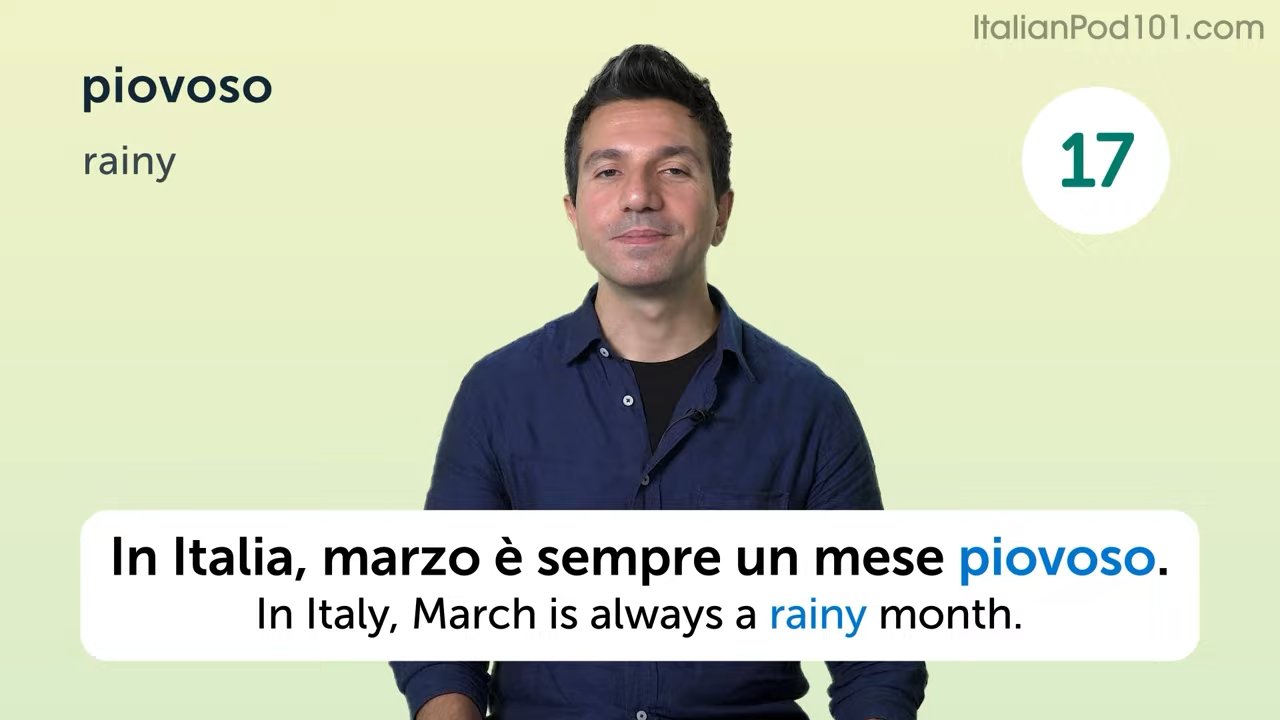 ItalianPod101.com
piovoso
rainy
17
In Italia, marzo è sempre un mese piovoso.
In Italy, March is always a rainy month.